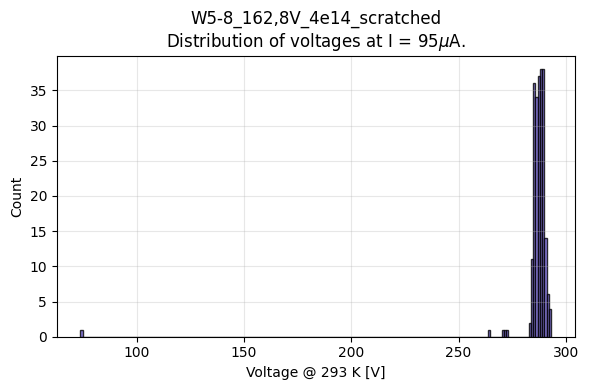 W5-8_162,8V_4e14_scratched
Distribution of voltages at I = 95μA.
35
30
25
20
15
10
5
0
Count
100 150 200 250 300
Voltage @ 293 K [V]